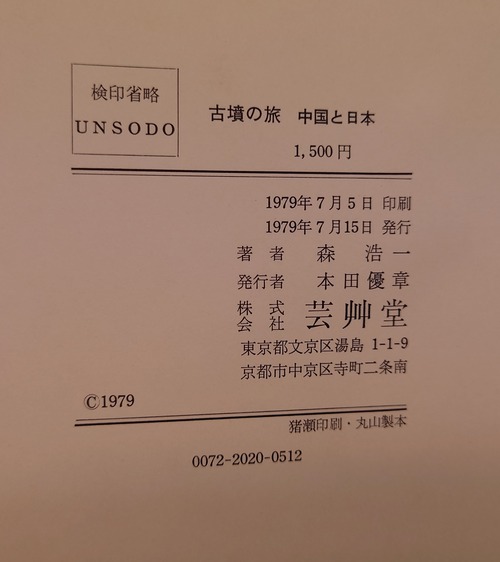 検印省略
UNSODO
古墳の旅 中国と日本
1,500円
1979年7月5日 印刷
1979年7月15日 発行
著者 森浩一
発行者 本田優章
株式会社 芸艸堂
東京都文京区湯島 1-1-9
京都市中京区寺町二条南
©1979
猪瀬印刷・丸山製本
0072-2020-0512